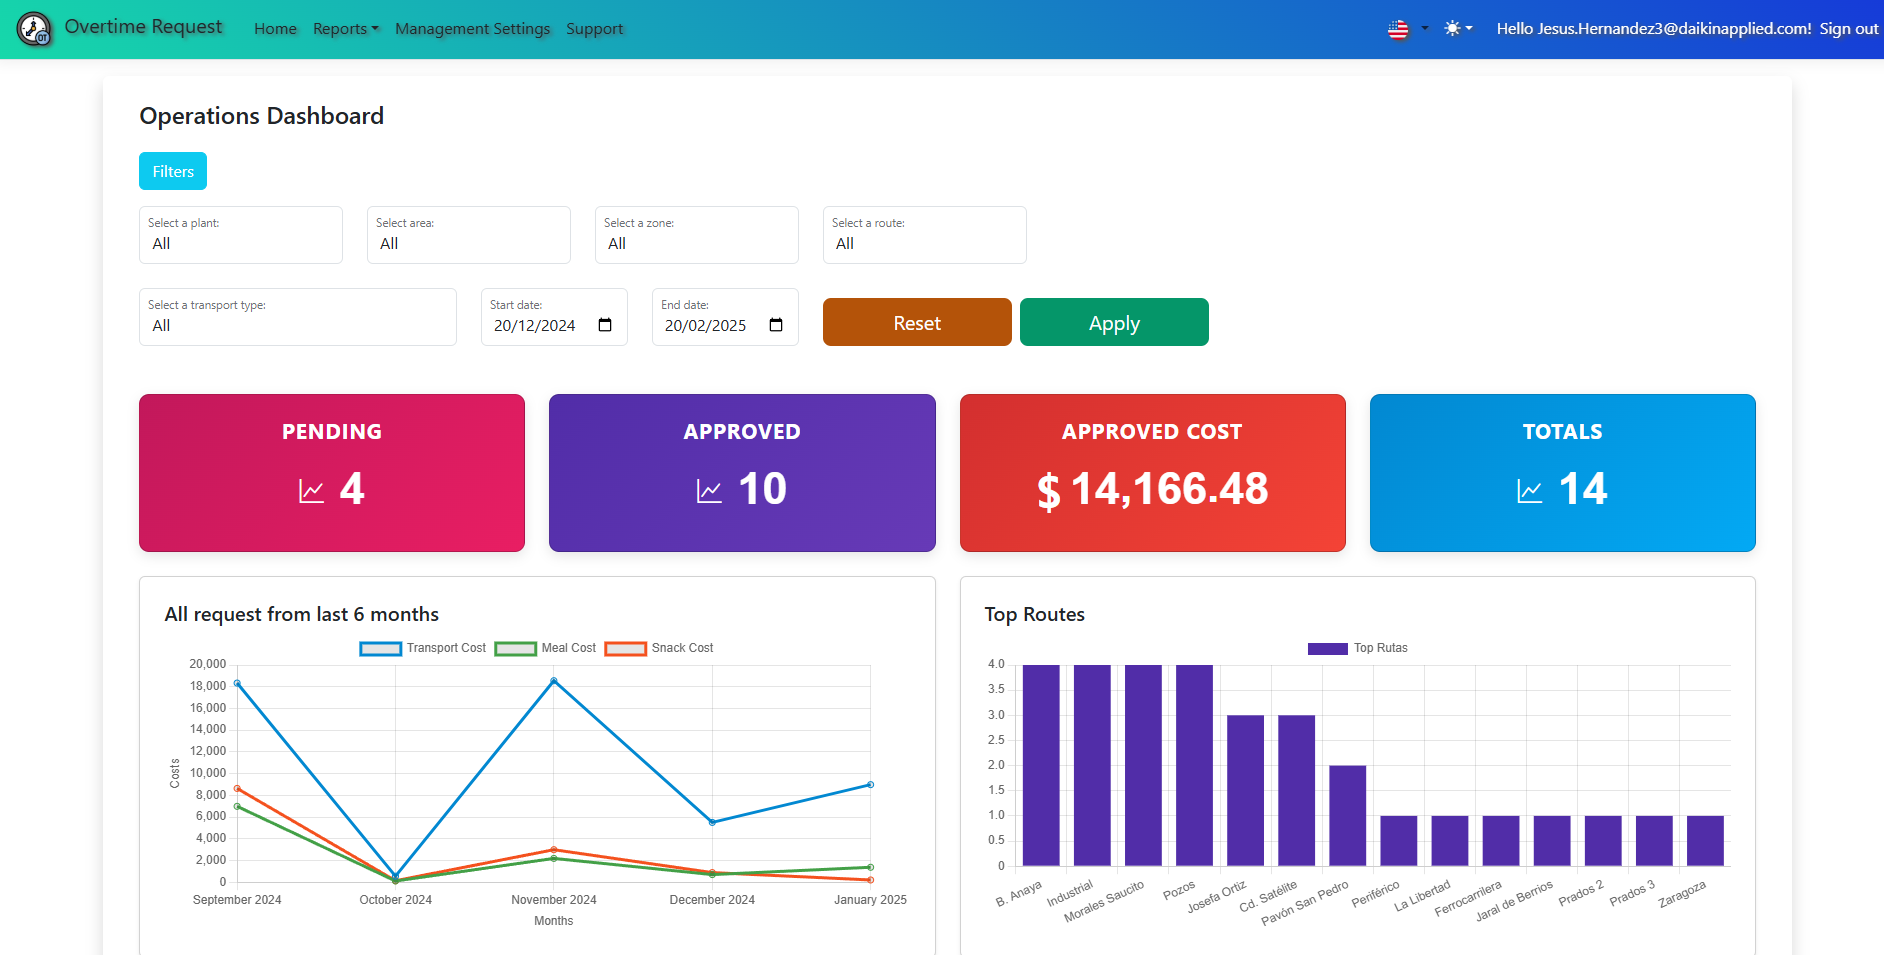 Overtime Request Home Reports Management Settings Support Hello Jesus.Hernandez3@daikinapplied.com! Sign out
OT
Operations Dashboard
Filters
Select a plant: Select area: Select a zone: Select a route:
All All All All
Select a transport type: Start date: End date:
All 20/12/2024 20/02/2025 Reset Apply
PENDING APPROVED APPROVED COST TOTALS
4 10 $ 14,166.48 14
All request from last 6 months
Transport Cost Meal Cost Snack Cost
20,000
18,000
16,000
14,000
12,000
10,000
8,000
6,000
4,000
2,000
0
Costs
September 2024 October 2024 November 2024 December 2024 January 2025
Months
Top Routes
Top Rutas
4.0
3.5
3.0
2.5
2.0
1.5
1.0
0.5
0
B. Anaya Industrial Morales Saucito Pozos Josefa Ortiz Cd. Satélite Pavón San Pedro Periférico La Libertad Ferrocarrilera Jaral de Berrios Prados 2 Prados 3 Zaragoza